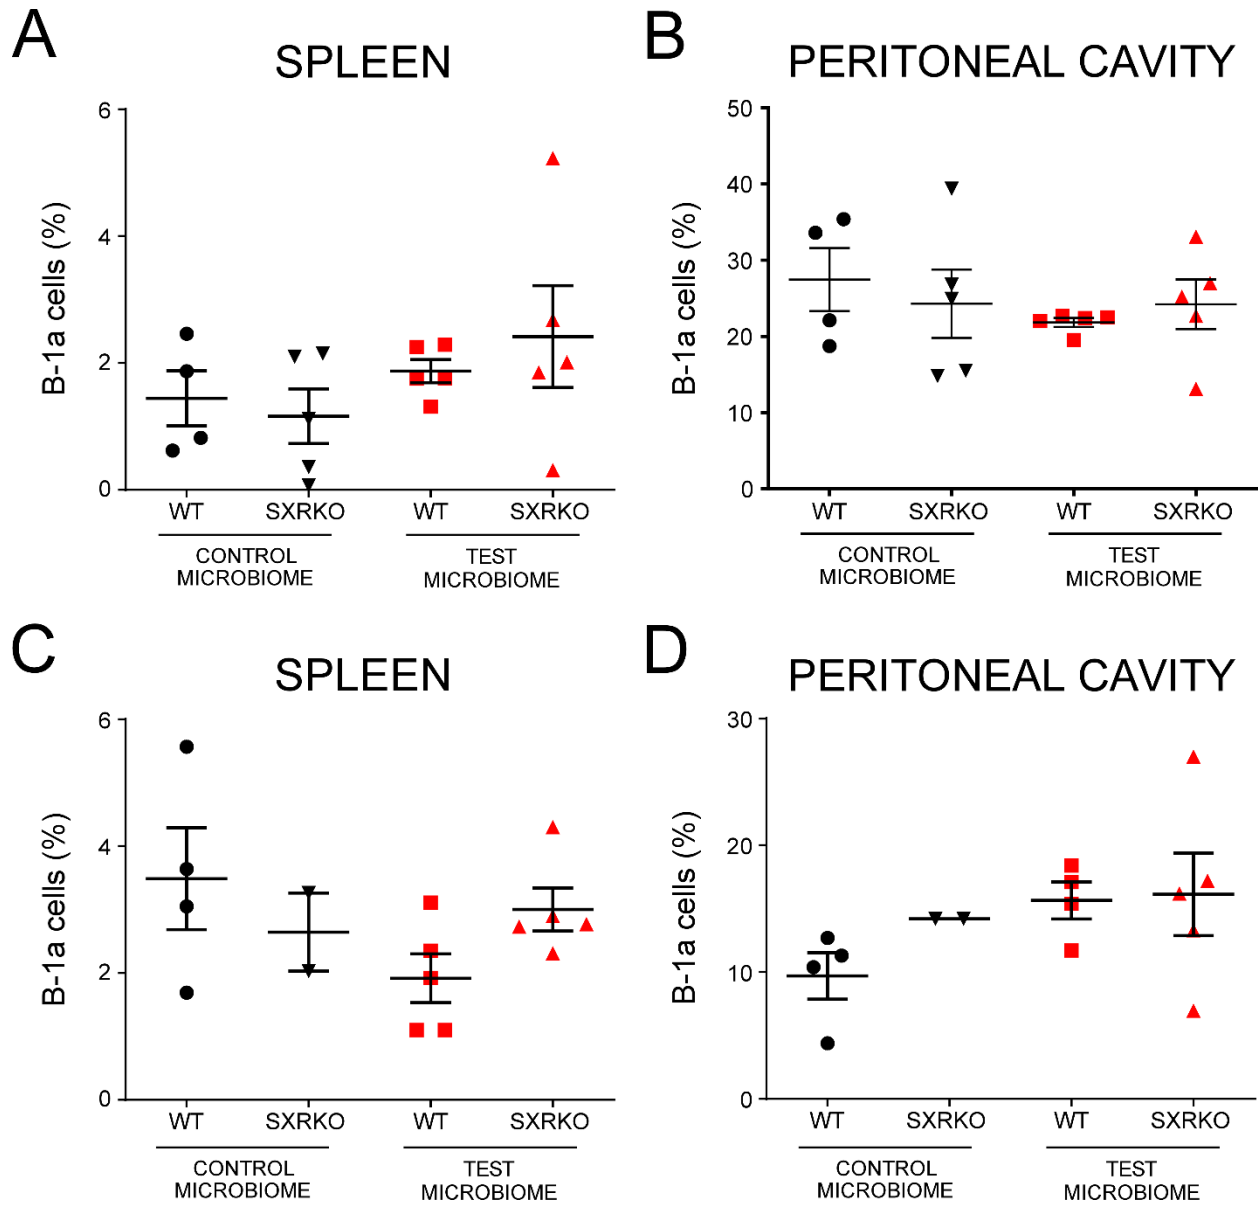 A
SPLEEN
B-1a cells (%)
6
4
2
0
WT
SXRKO
WT
SXRKO
CONTROL
MICROBIOME
TEST
MICROBIOME
B
PERITONEAL CAVITY
B-1a cells (%)
50
40
30
20
10
0
WT
SXRKO
WT
SXRKO
CONTROL
MICROBIOME
TEST
MICROBIOME
C
SPLEEN
B-1a cells (%)
6
4
2
0
WT
SXRKO
WT
SXRKO
CONTROL
MICROBIOME
TEST
MICROBIOME
D
PERITONEAL CAVITY
B-1a cells (%)
30
20
10
0
WT
SXRKO
WT
SXRKO
CONTROL
MICROBIOME
TEST
MICROBIOME